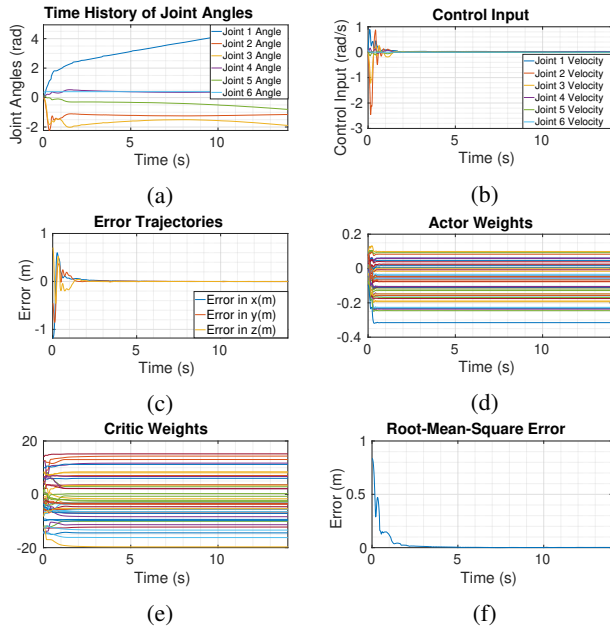 Time History of Joint Angles
Joint Angles (rad)
4
2
0
-2
0
5
10
Time (s)
Joint 1 Angle
Joint 2 Angle
Joint 3 Angle
Joint 4 Angle
Joint 5 Angle
Joint 6 Angle
(a)
Control Input
Control Input (rad/s)
1
0
-1
-2
-3
0
5
10
Time (s)
Joint 1 Velocity
Joint 2 Velocity
Joint 3 Velocity
Joint 4 Velocity
Joint 5 Velocity
Joint 6 Velocity
(b)
Error Trajectories
Error (m)
1
0
-1
0
5
10
Time (s)
Error in x(m)
Error in y(m)
Error in z(m)
(c)
Actor Weights
0.2
0
-0.2
-0.4
0
5
10
Time (s)
(d)
Critic Weights
20
0
-20
0
5
10
Time (s)
(e)
Root-Mean-Square Error
Error (m)
1
0.5
0
0
5
10
Time (s)
(f)